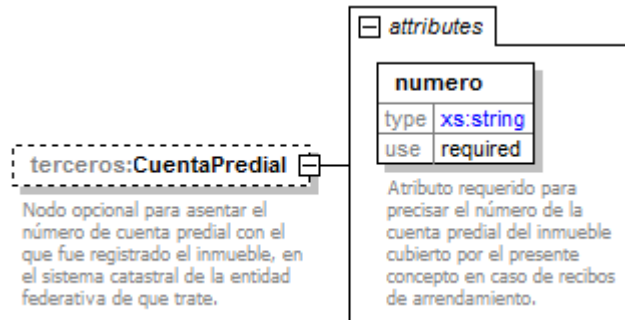 attributes
numero
type xs:string
use required
Atributo requerido para
precisar el número de la
cuenta predial del inmueble
cubierto por el presente
concepto en caso de recibos
de arrendamiento.
terceros:CuentaPredial
Nodo opcional para asentar el
número de cuenta predial con el
que fue registrado el inmueble, en
el sistema catastral de la entidad
federativa de que trate.